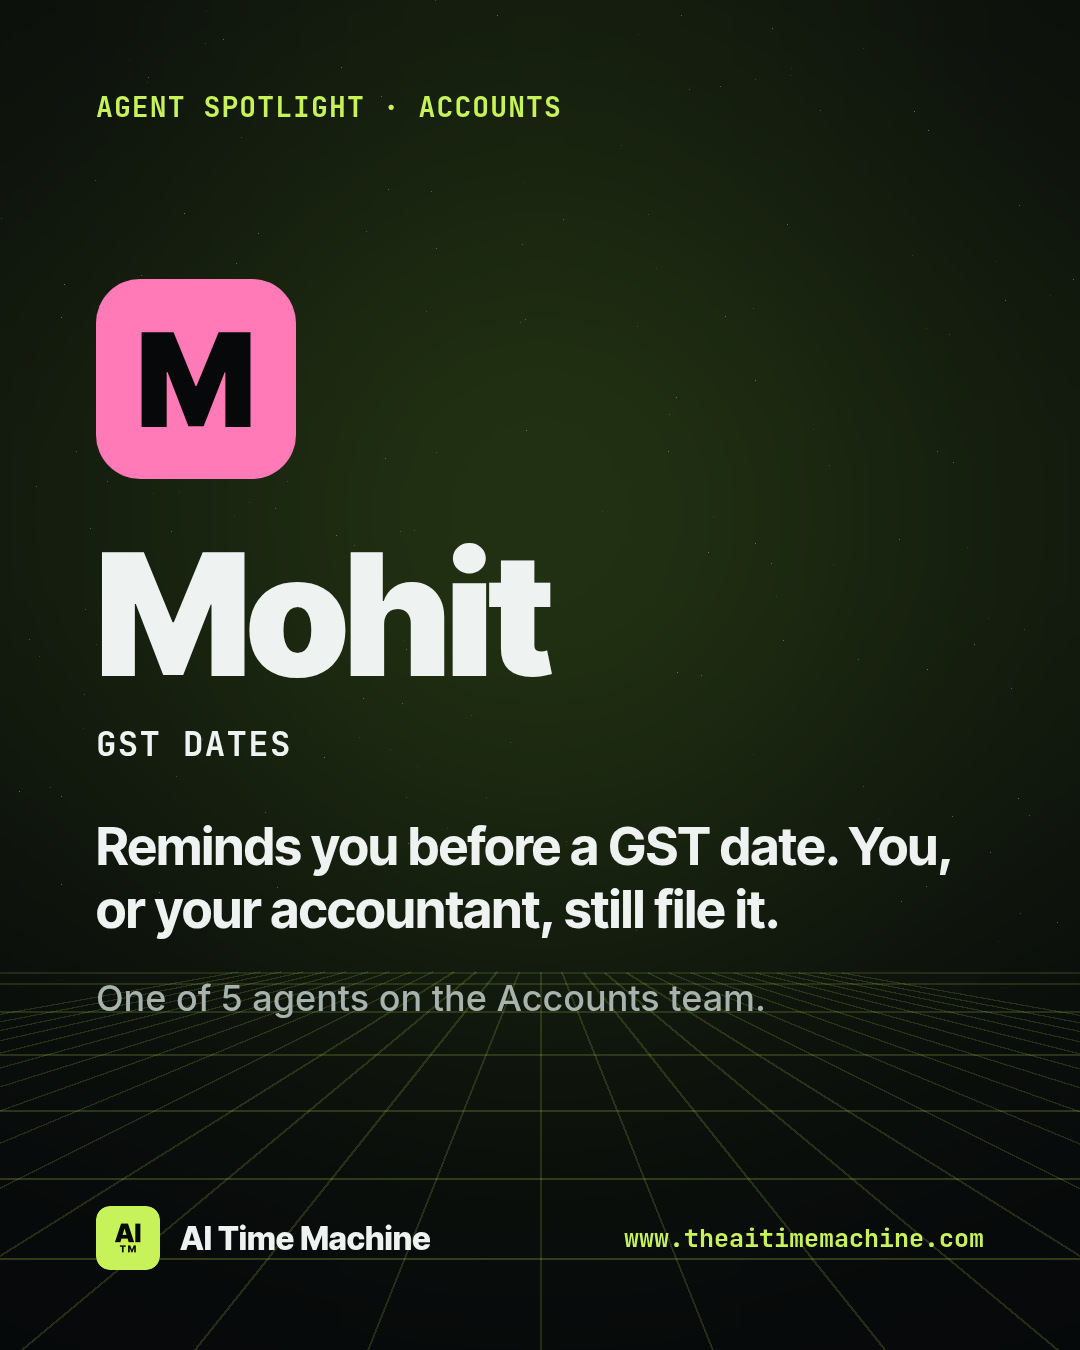 AGENT SPOTLIGHT · ACCOUNTS
M
Mohit
GST DATES
Reminds you before a GST date. You,
or your accountant, still file it.
One of 5 agents on the Accounts team.
AI
TM
AI Time Machine
www.theaitimemachine.com